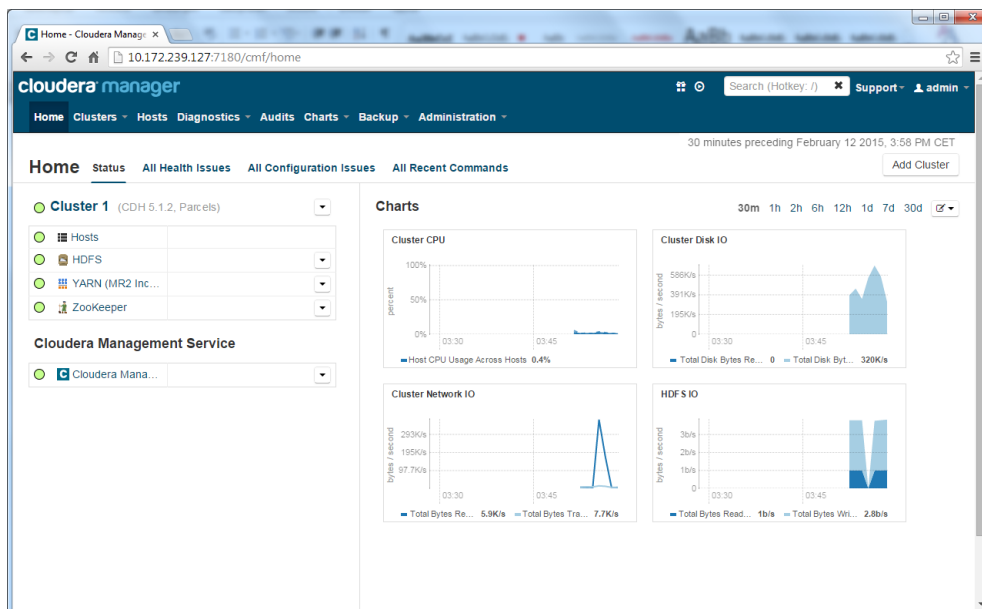 Home - Cloudera Manage
10.172.239.127:7180/cmf/home
cloudera manager
Search (Hotkey: /)
Support
admin
Home Clusters Hosts Diagnostics Audits Charts Backup Administration
30 minutes preceding February 12 2015, 3:58 PM CET
Home Status All Health Issues All Configuration Issues All Recent Commands
Add Cluster
Cluster 1 (CDH 5.1.2, Parcels)
Hosts
HDFS
YARN (MR2 Inc...
ZooKeeper
Cloudera Management Service
C Cloudera Mana...
Charts
30m 1h 2h 6h 12h 1d 7d 30d
Cluster CPU
percent
100%
50%
0%
03:30 03:45
Host CPU Usage Across Hosts 0.4%
Cluster Disk IO
bytes / second
586K/s
391K/s
195K/s
0
03:30 03:45
Total Disk Bytes Re... 0 Total Disk Byt... 320K/s
Cluster Network IO
bytes / second
293K/s
195K/s
97.7K/s
03:30 03:45
Total Bytes Re... 5.9K/s Total Bytes Tra... 7.7K/s
HDFS IO
bytes / second
3b/s
2b/s
1b/s
0
03:30 03:45
Total Bytes Read... 1b/s Total Bytes Wri... 2.8b/s